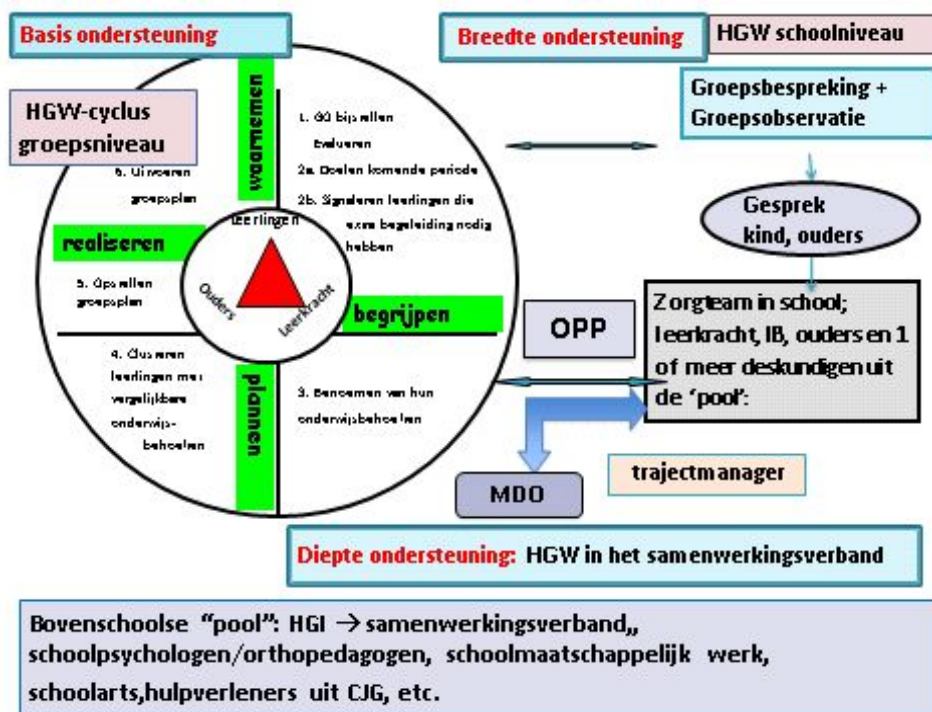 Basis ondersteuning
Breedte ondersteuning
HGW schoolniveau
HGW-cyclus
groepsniveau
Groepsbespreking +
Groepsobservatie
Gesprek
kind, ouders
Zorgteam in school;
leerkracht, IB, ouders en 1
of meer deskundigen uit
de ‘pool’:
waarnemen
1. GO bijstellen
Evalueren
2a. Doelen komende periode
2b. Signaleren leerlingen die
extra begeleiding nodig
hebben
begrijpen
3. Benoemen van hun
onderwijsbehoeften
plannen
4. Clusteren
leerlingen met
vergelijkbare
onderwijs-
behoeften
realiseren
5. Opstellen
groepsplan
6. Uitvoeren
groepsplan
Leerlingen
Ouders
Leerkracht
OPP
MDO
trajectmanager
Diepte ondersteuning: HGW in het samenwerkingsverband
Bovenschoolse “pool”: HGI → samenwerkingsverband,,
schoolpsychologen/orthopedagogen, schoolmaatschappelijk werk,
schoolarts,hulpverleners uit CJG, etc.